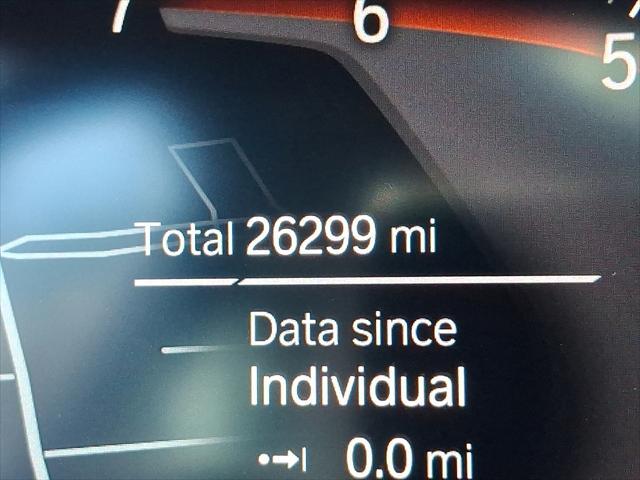 7 6 5
Total 26299 mi
Data since
Individual
0.0 mi